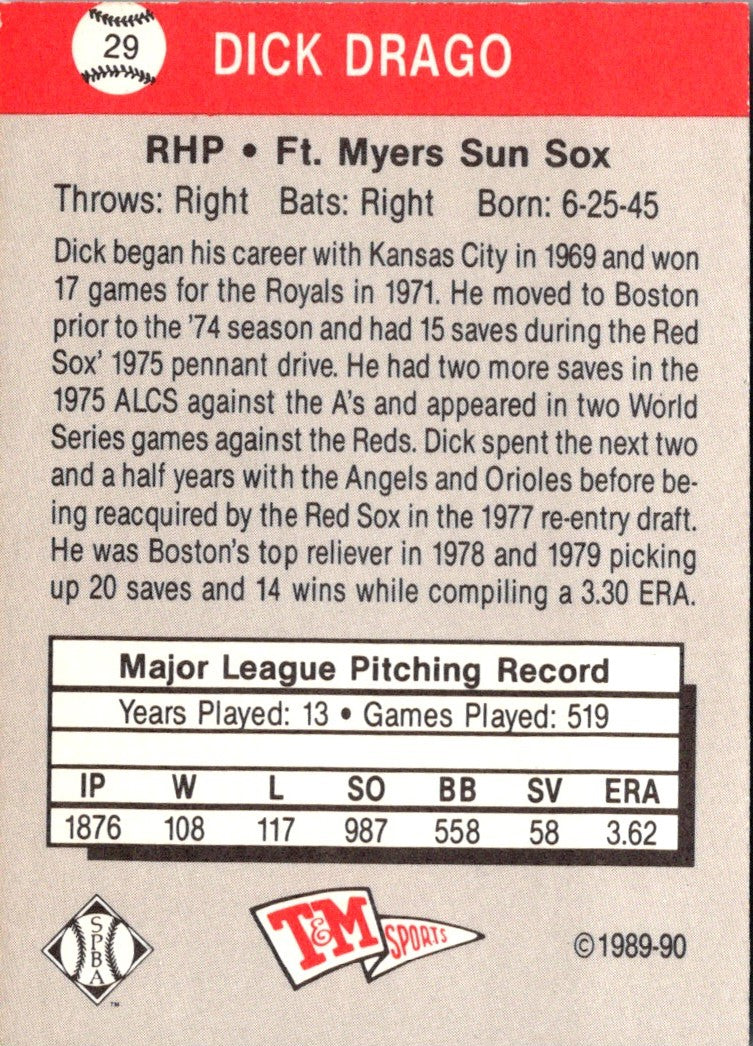 29
DICK DRAGO
RHP • Ft. Myers Sun Sox
Throws: Right Bats: Right Born: 6-25-45
Dick began his career with Kansas City in 1969 and won
17 games for the Royals in 1971. He moved to Boston
prior to the '74 season and had 15 saves during the Red
Sox' 1975 pennant drive. He had two more saves in the
1975 ALCS against the A's and appeared in two World
Series games against the Reds. Dick spent the next two
and a half years with the Angels and Orioles before be-
ing reacquired by the Red Sox in the 1977 re-entry draft.
He was Boston's top reliever in 1978 and 1979 picking
up 20 saves and 14 wins while compiling a 3.30 ERA.
Major League Pitching Record
Years Played: 13 • Games Played: 519
IP W L SO BB SV ERA
1876 108 117 987 558 58 3.62
SPBA
™
T&M SPORTS
©1989-90